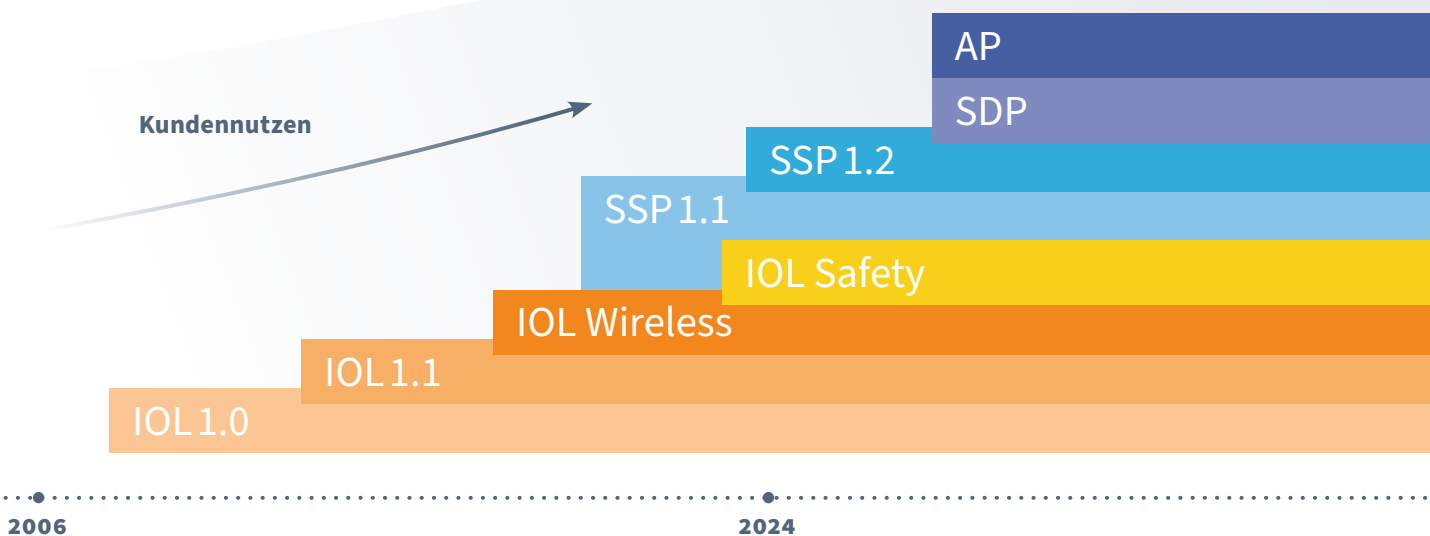 AP
SDP
Kundennutzen
SSP 1.2
SSP 1.1
IOL Safety
IOL Wireless
IOL 1.1
IOL 1.0
2006
2024